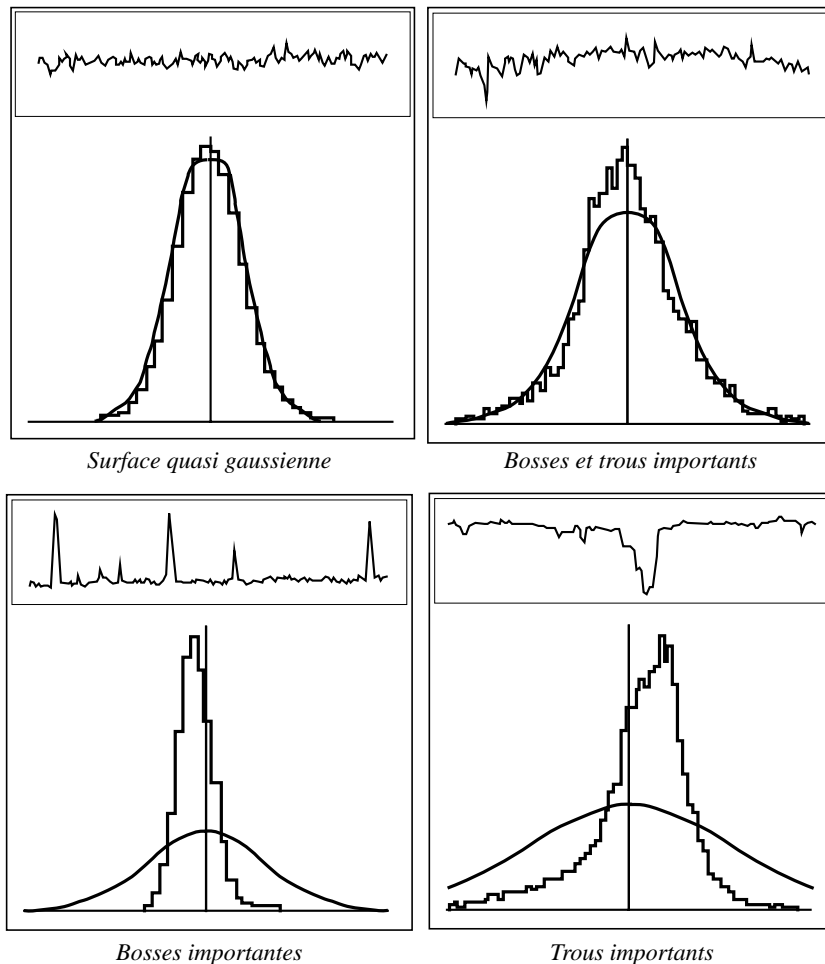 Surface quasi gaussienne
Bosses et trous importants
Bosses importantes
Trous importants